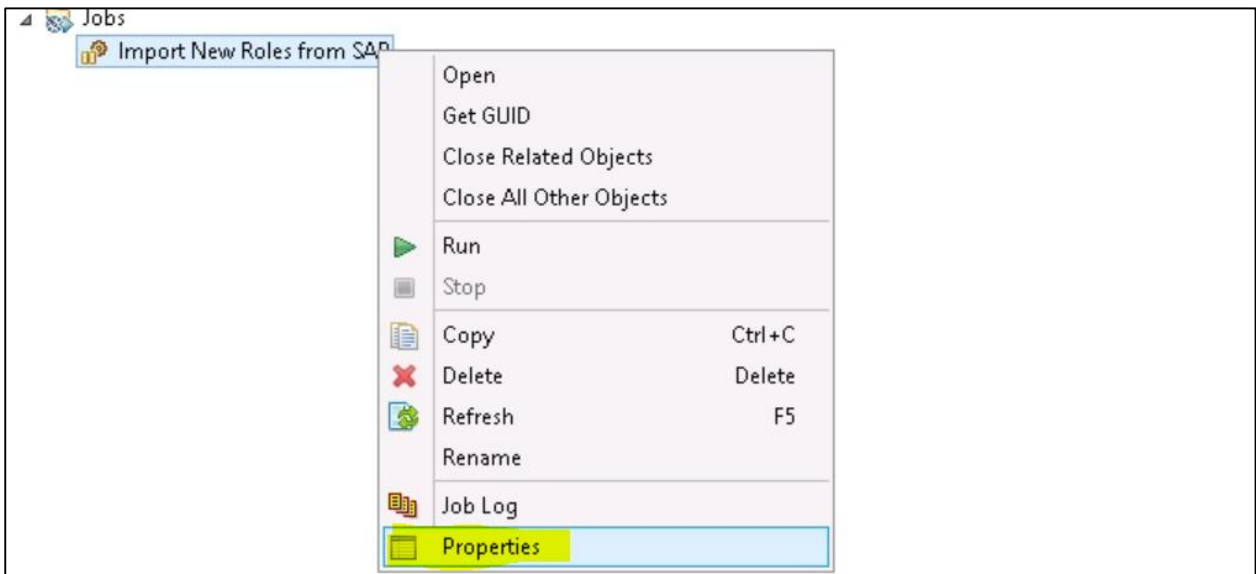 Jobs
Import New Roles from SAP
Open
Get GUID
Close Related Objects
Close All Other Objects
Run
Stop
Copy Ctrl+C
Delete Delete
Refresh F5
Rename
Job Log
Properties